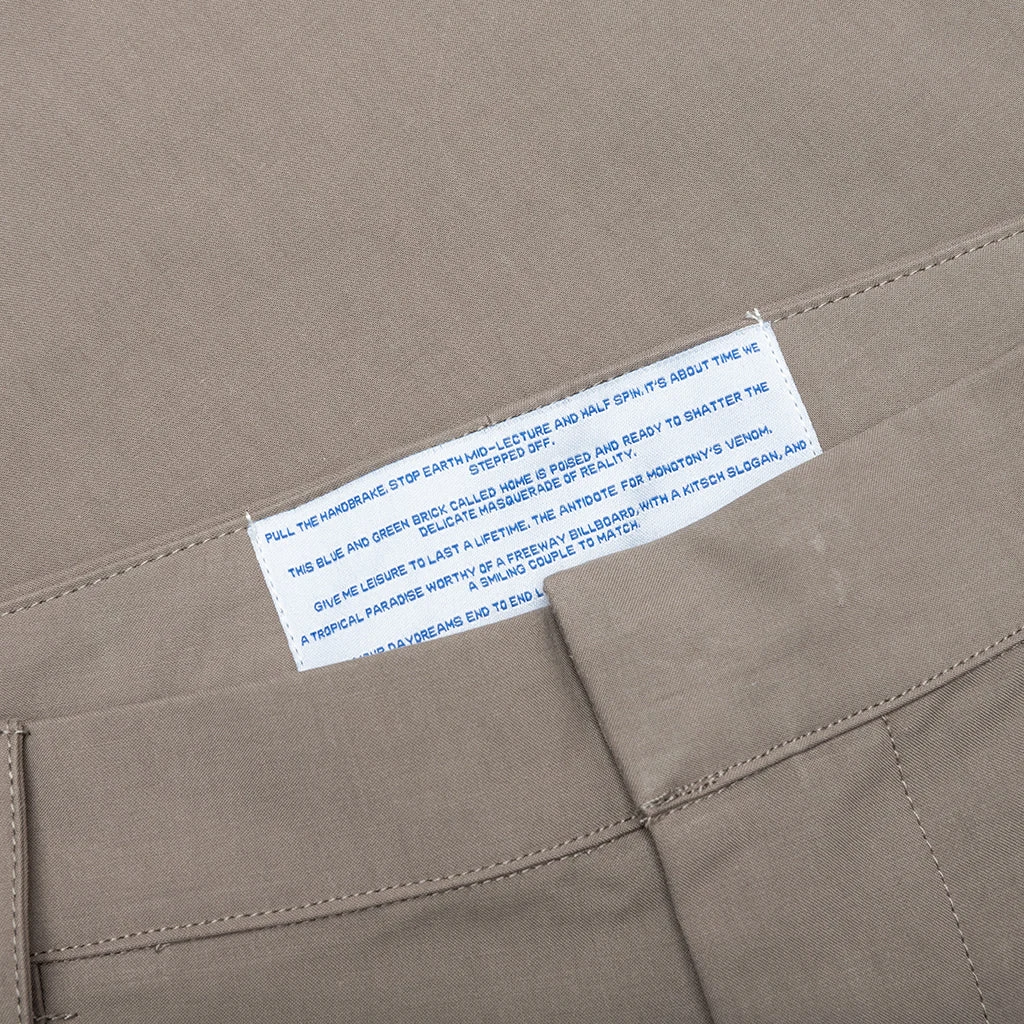 PULL THE HANDBRAKE. STOP EARTH MID-LECTURE AND HALF SPIN. IT'S ABOUT TIME WE
STEPPED OFF.
THIS BLUE AND GREEN BRICK CALLED HOME IS POISED AND READY TO SHATTER THE
DELICATE MASQUERADE OF REALITY.
GIVE ME LEISURE TO LAST A LIFETIME. THE ANTIDOTE FOR MONOTONY'S VENOM.
A TROPICAL PARADISE WORTHY OF A FREEWAY BILLBOARD, WITH A KITSCH SLOGAN, AND
A SMILING COUPLE TO MATCH.
YOUR DAYDREAMS END TO END